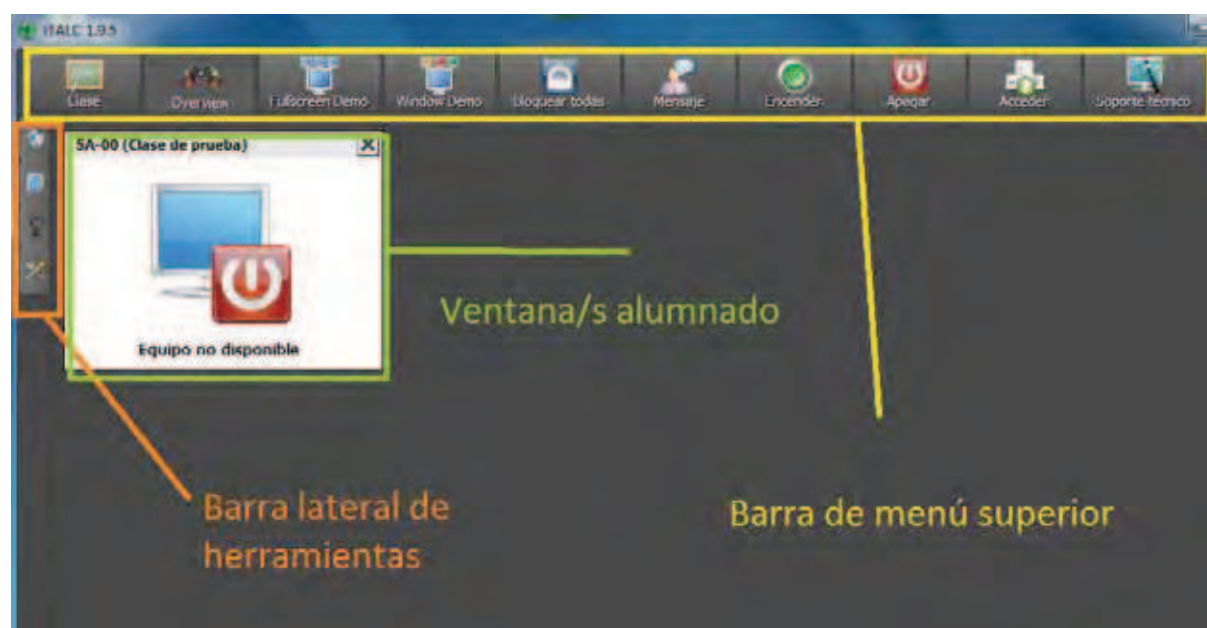 iTALC 1.9.5
Clase
Overview
Fullscreen Demo
Window Demo
Bloquear todas
Mensaje
Encender
Apagar
Acceder
Soporte técnico
SA-00 (Clase de prueba)
Equipo no disponible
Ventana/s alumnado
Barra lateral de
herramientas
Barra de menú superior